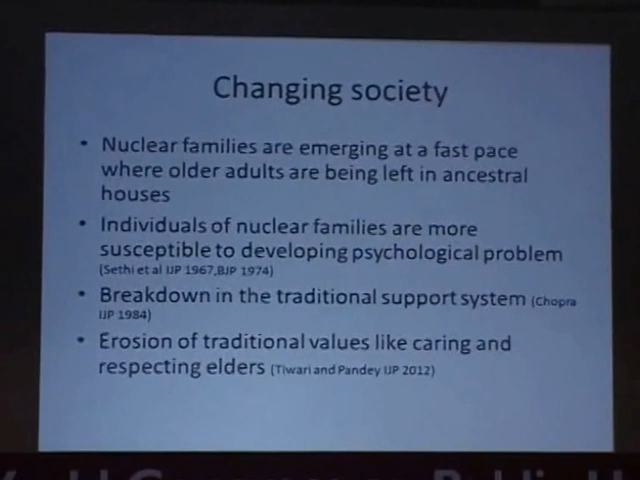 Changing society
• Nuclear families are emerging at a fast pace
where older adults are being left in ancestral
houses
• Individuals of nuclear families are more
susceptible to developing psychological problem
(Sethi et al IJP 1967,BJP 1974)
• Breakdown in the traditional support system (Chopra
IJP 1984)
• Erosion of traditional values like caring and
respecting elders (Tiwari and Pandey IJP 2012)